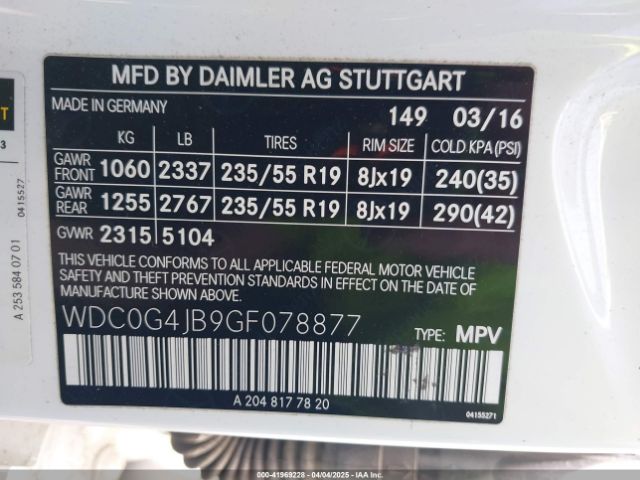 MFD BY DAIMLER AG STUTTGART
MADE IN GERMANY 149 03/16
KG LB TIRES RIM SIZE COLD KPA(PSI)
GAWR FRONT 1060 2337 235/55 R19 8Jx19 240(35)
GAWR REAR 1255 2767 235/55 R19 8Jx19 290(42)
GVWR 2315 5104
THIS VEHICLE CONFORMS TO ALL APPLICABLE FEDERAL MOTOR VEHICLE
SAFETY AND THEFT PREVENTION STANDARDS IN EFFECT ON THE DATE OF
MANUFACTURE SHOWN ABOVE.
WDC0G4JB9GF078877 TYPE: MPV
A 204 817 78 20
04155271
A 253 584 07 01
0415527
T
3
000-41969228 - 04/04/2025 - IAAI.com